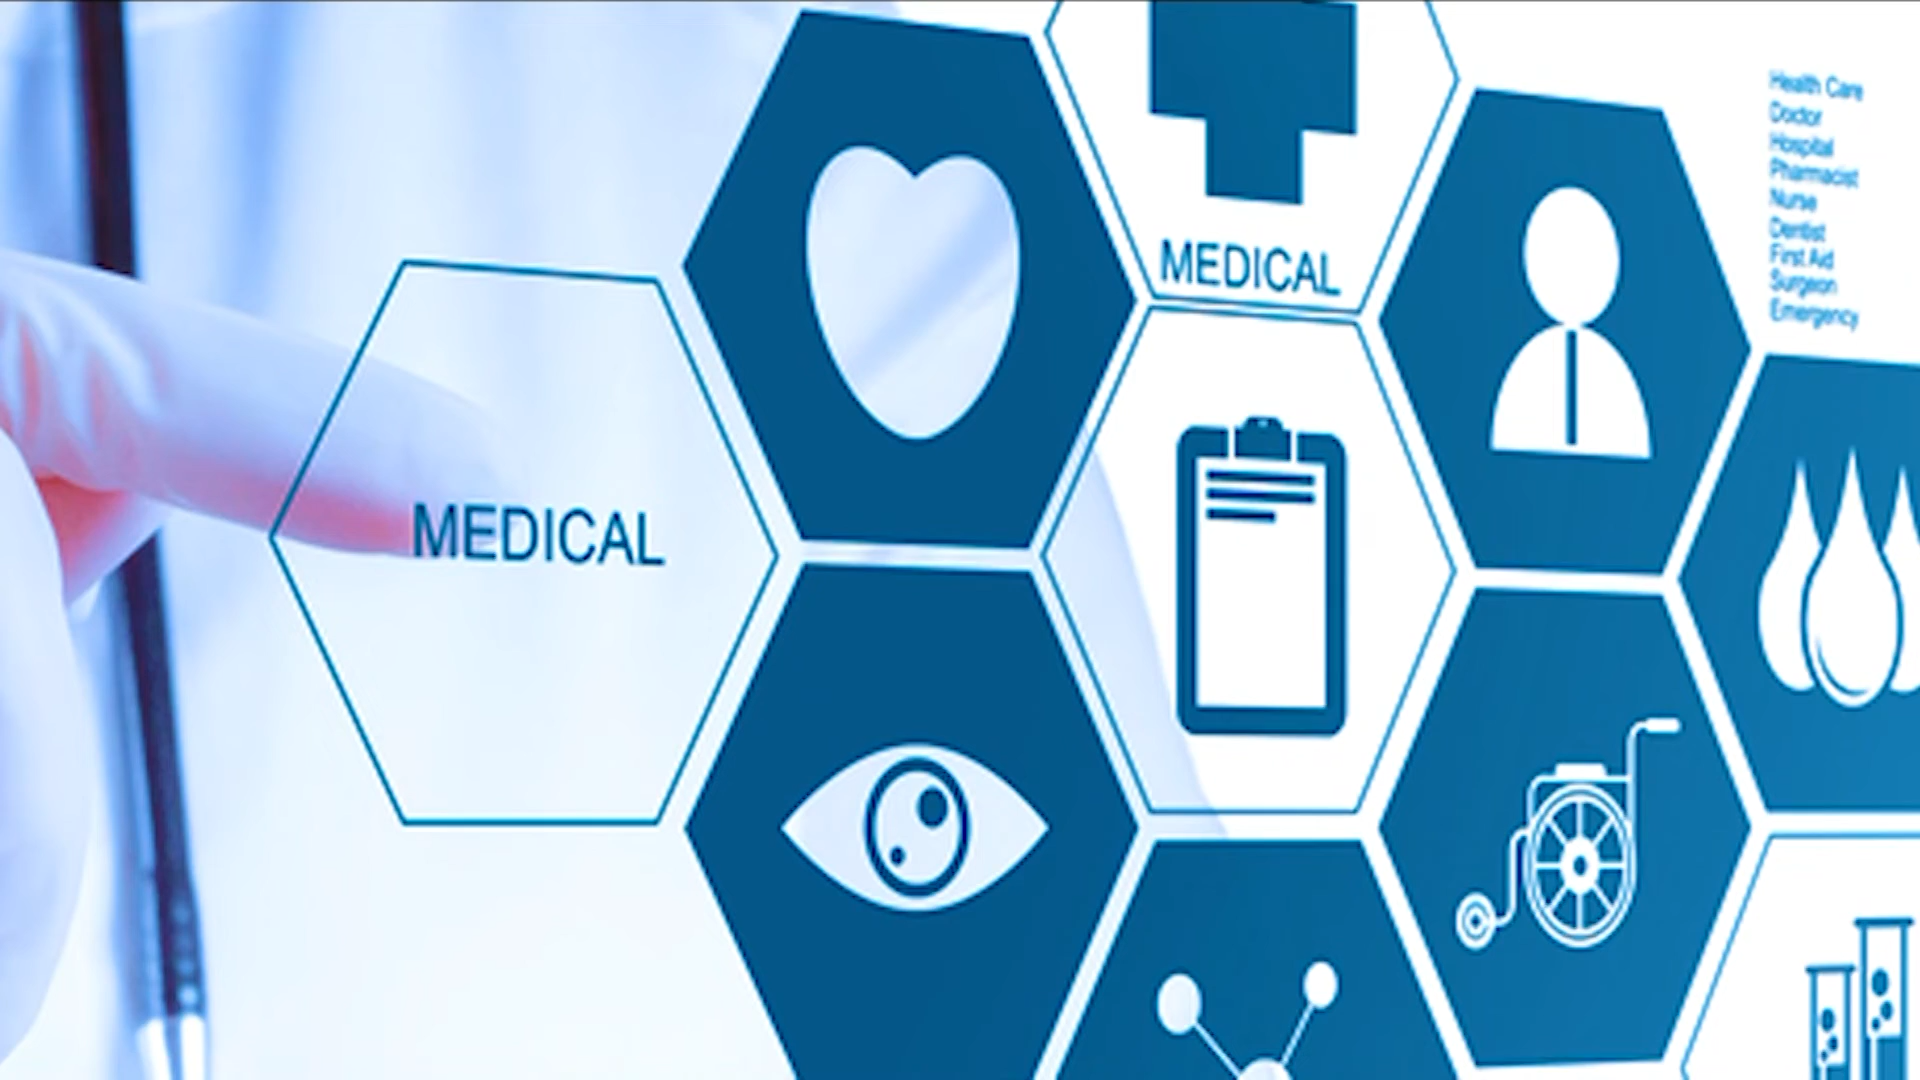 MEDICAL
MEDICAL
Health Care
Doctor
Hospital
Pharmacist
Nurse
Dentist
First Aid
Surgeon
Emergency